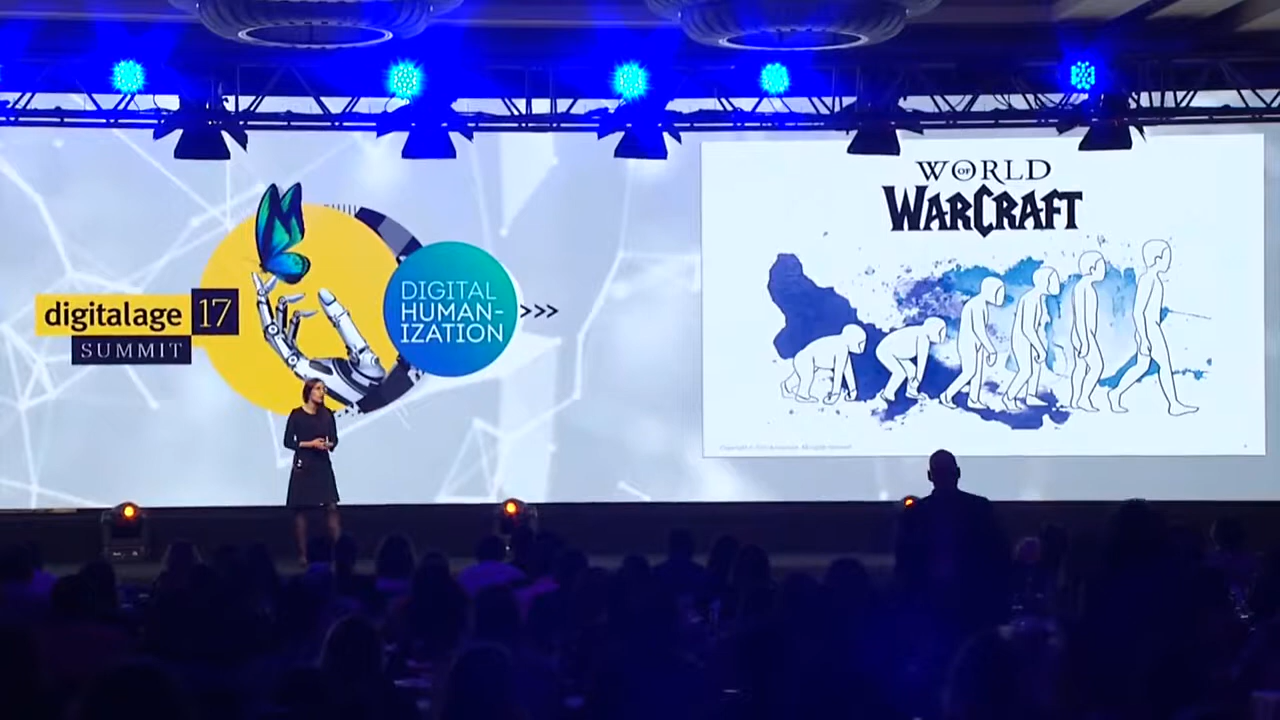 digitalage 17
SUMMIT
DIGITAL
HUMAN-
IZATION
>>>
WORLD
OF
WARCRAFT